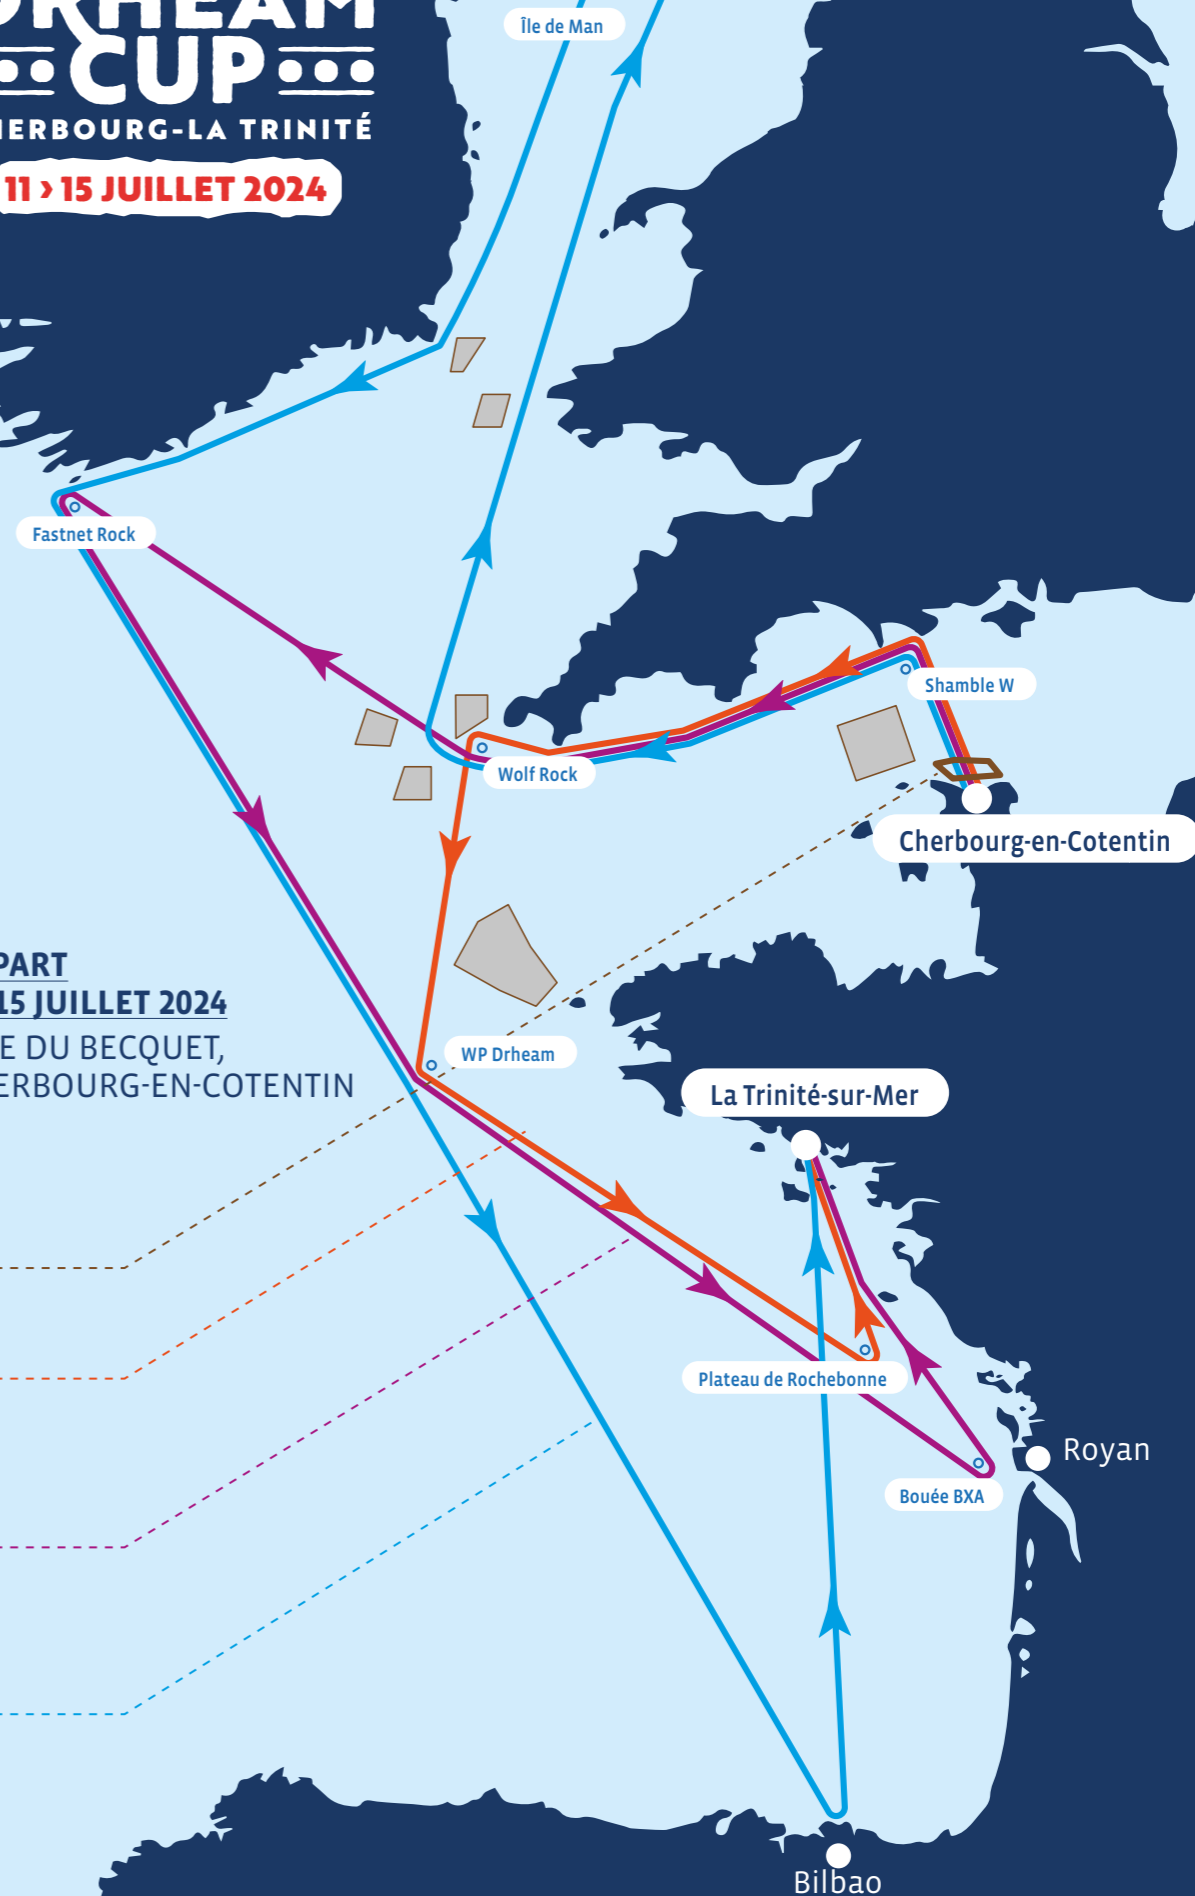 Île de Man
DRHEAM
CUP
HERBOURG-LA TRINITÉ
11 › 15 JUILLET 2024
Fastnet Rock
Shamble W
Wolf Rock
Cherbourg-en-Cotentin
PART
15 JUILLET 2024
E DU BECQUET,
ERBOURG-EN-COTENTIN
WP Drheam
La Trinité-sur-Mer
Plateau de Rochebonne
Royan
Bouée BXA
Bilbao